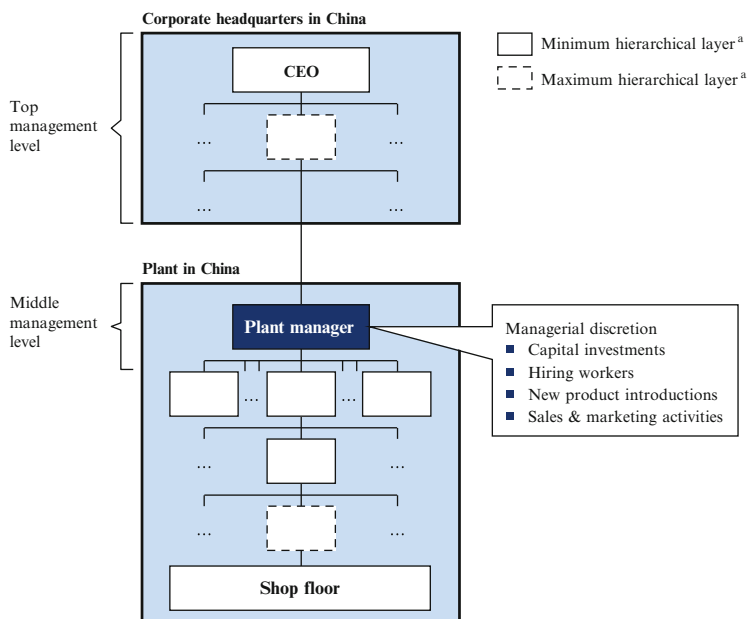 Corporate headquarters in China
Minimum hierarchical layer a
Maximum hierarchical layer a
CEO
Top
management
level
... ...
... ...
Plant in China
Middle
management
level
Plant manager
Managerial discretion
Capital investments
Hiring workers
New product introductions
Sales & marketing activities
... ...
... ...
... ...
Shop floor